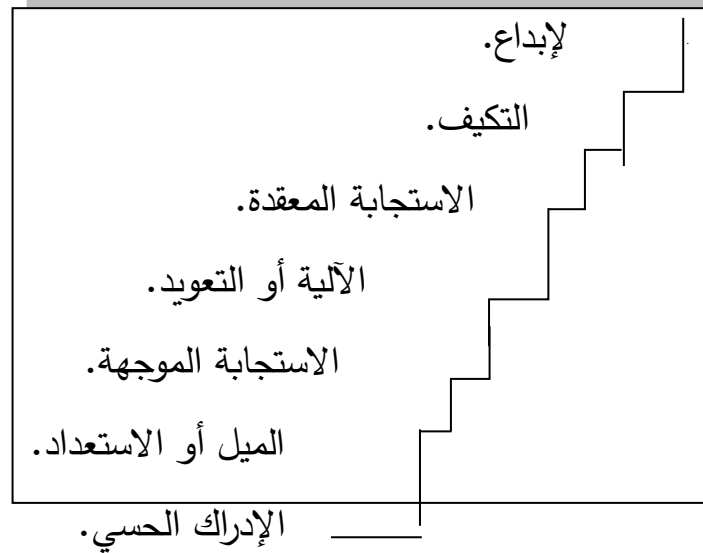 لإبداع.
التكيف.
الاستجابة المعقدة.
الآلية أو التعويد.
الاستجابة الموجهة.
الميل أو الاستعداد.
الإدراك الحسي.